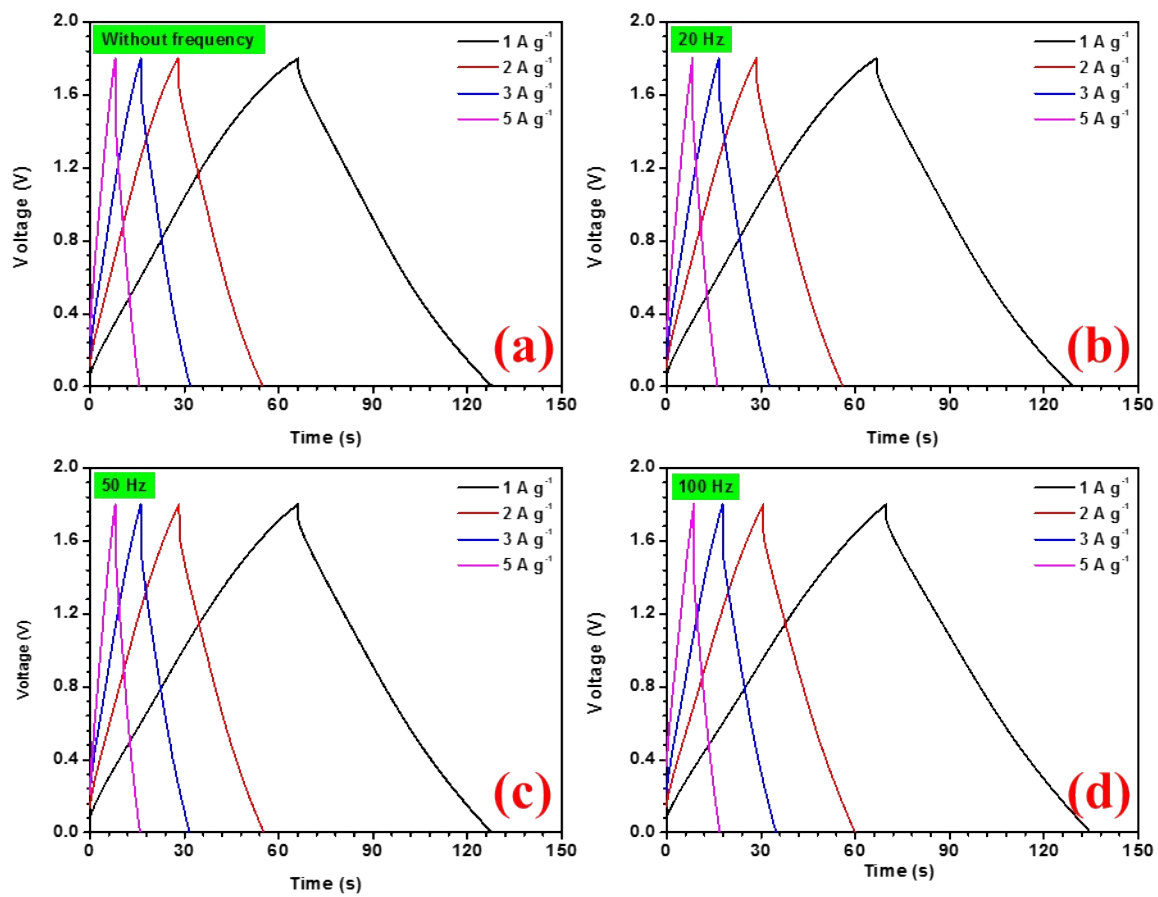 Without frequency
1 A g⁻¹
2 A g⁻¹
3 A g⁻¹
5 A g⁻¹
2.0
1.6
1.2
0.8
0.4
0.0
Voltage (V)
0 30 60 90 120 150
Time (s)
(a)
20 Hz
1 A g⁻¹
2 A g⁻¹
3 A g⁻¹
5 A g⁻¹
2.0
1.6
1.2
0.8
0.4
0.0
Voltage (V)
0 30 60 90 120 150
Time (s)
(b)
50 Hz
1 A g⁻¹
2 A g⁻¹
3 A g⁻¹
5 A g⁻¹
2.0
1.6
1.2
0.8
0.4
0.0
Voltage (V)
0 30 60 90 120 150
Time (s)
(c)
100 Hz
1 A g⁻¹
2 A g⁻¹
3 A g⁻¹
5 A g⁻¹
2.0
1.6
1.2
0.8
0.4
0.0
Voltage (V)
0 30 60 90 120 150
Time (s)
(d)